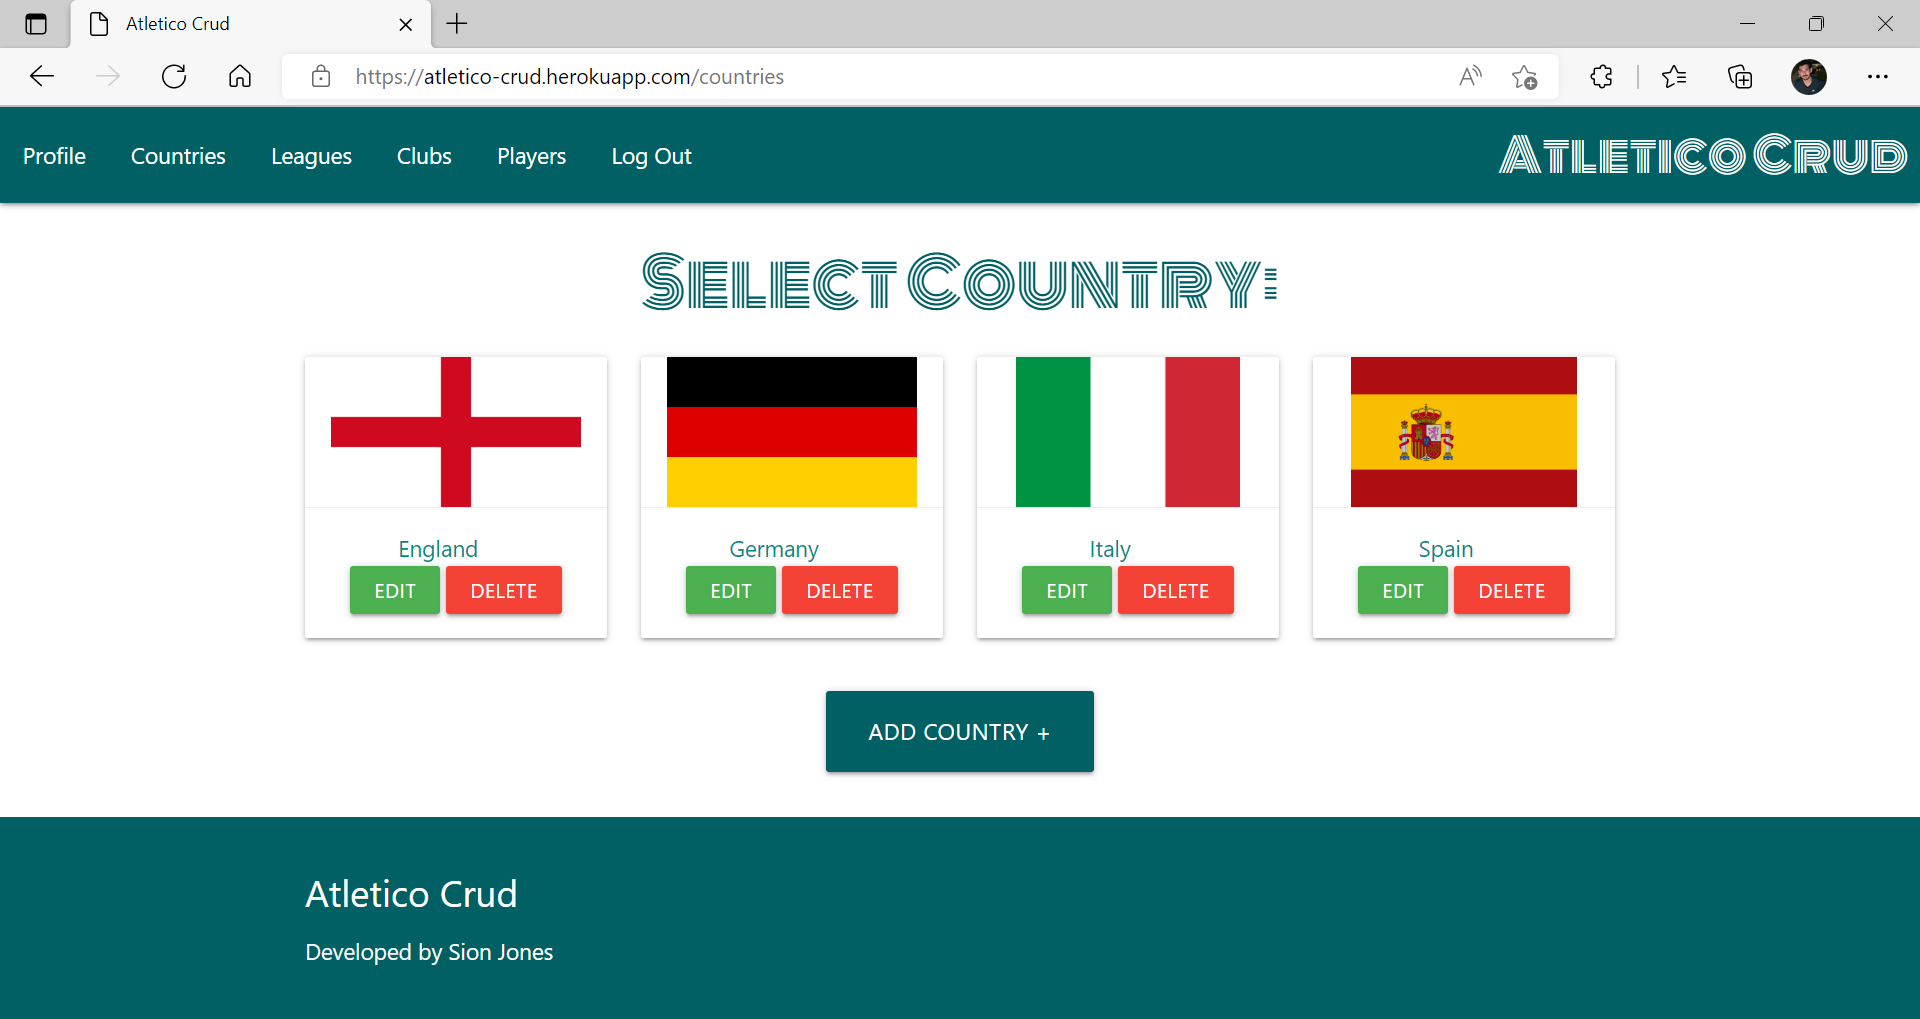 Atletico Crud
https://atletico-crud.herokuapp.com/countries
Profile Countries Leagues Clubs Players Log Out Atletico Crud
Select Country:
England Germany Italy Spain
EDIT DELETE EDIT DELETE EDIT DELETE EDIT DELETE
ADD COUNTRY +
Atletico Crud
Developed by Sion Jones